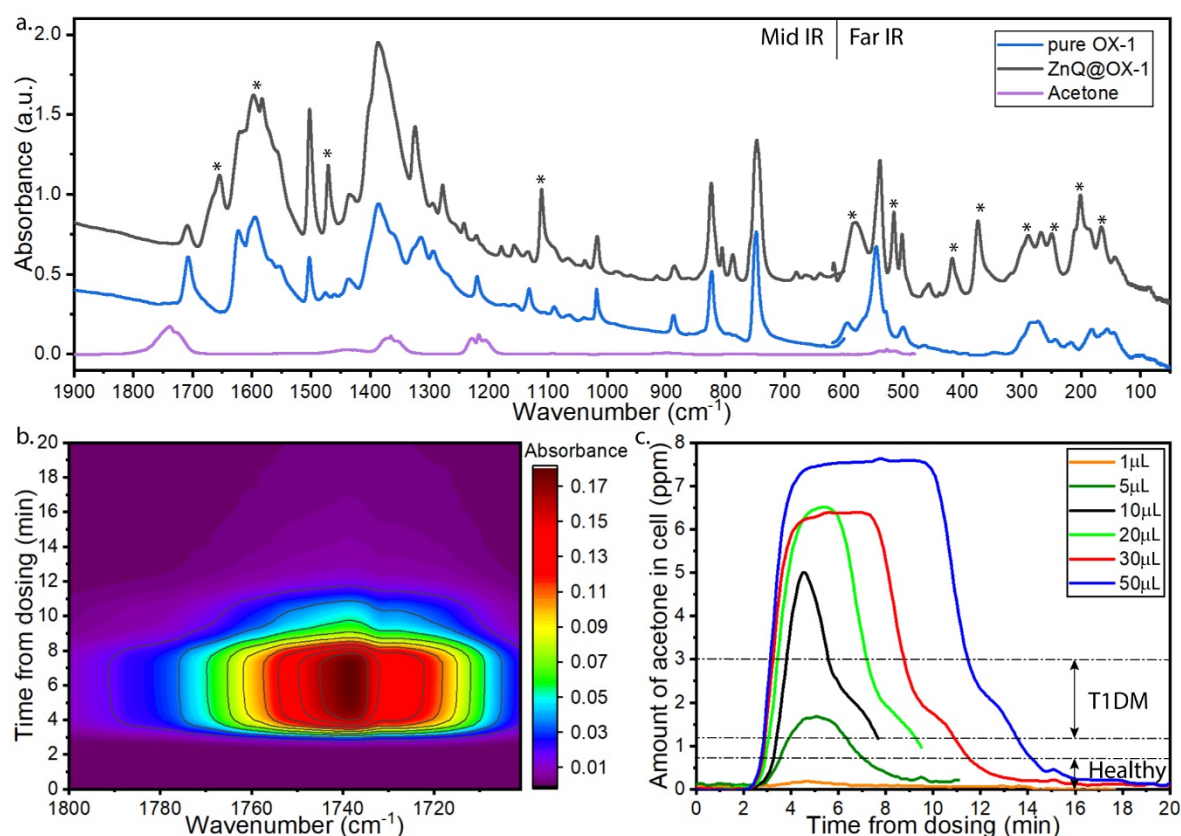 a.
2.0
1.5
1.0
0.5
0.0
Absorbance (a.u.)
Mid IR
Far IR
pure OX-1
ZnQ@OX-1
Acetone
*
*
*
*
*
*
*
*
*
*
*
*
1900 1800 1700 1600 1500 1400 1300 1200 1100 1000 900 800 700 600 500 400 300 200 100
Wavenumber (cm⁻¹)
b.
20
18
16
14
12
10
8
6
4
2
0
Time from dosing (min)
1800 1780 1760 1740 1720
Wavenumber (cm⁻¹)
Absorbance
0.17
0.15
0.13
0.11
0.09
0.07
0.05
0.03
0.01
c.
8
7
6
5
4
3
2
1
0
Amount of acetone in cell (ppm)
1μL
5μL
10μL
20μL
30μL
50μL
T1DM
Healthy
0 2 4 6 8 10 12 14 16 18 20
Time from dosing (min)